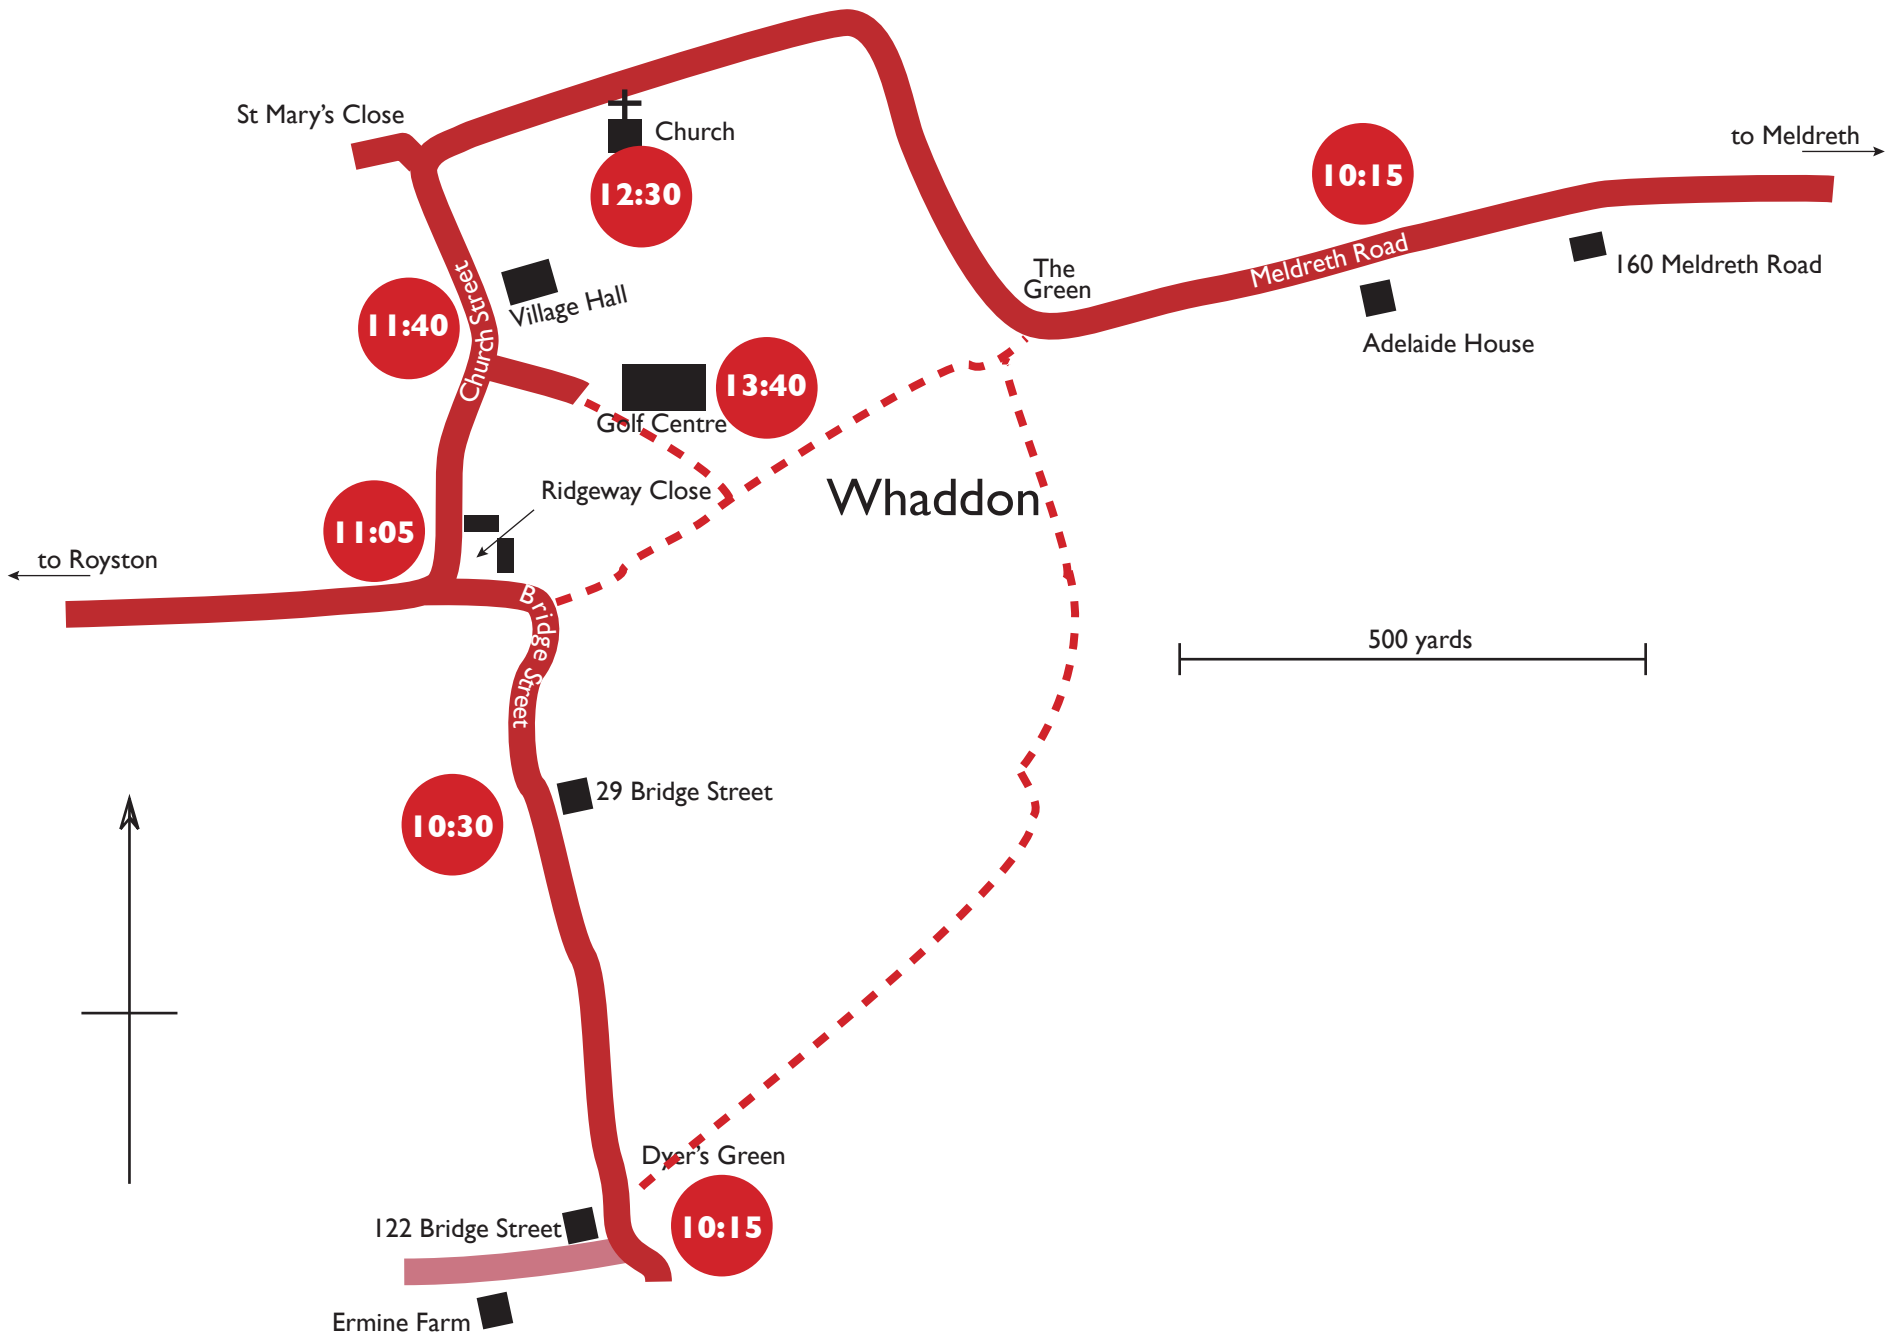 St Mary's Close
Church
to Meldreth
12:30
10:15
Meldreth Road
160 Meldreth Road
The
Green
Village Hall
11:40
Church Street
Adelaide House
13:40
Golf Centre
Ridgeway Close
Whaddon
11:05
to Royston
Bridge Street
500 yards
29 Bridge Street
10:30
Dyer's Green
122 Bridge Street
10:15
Ermine Farm